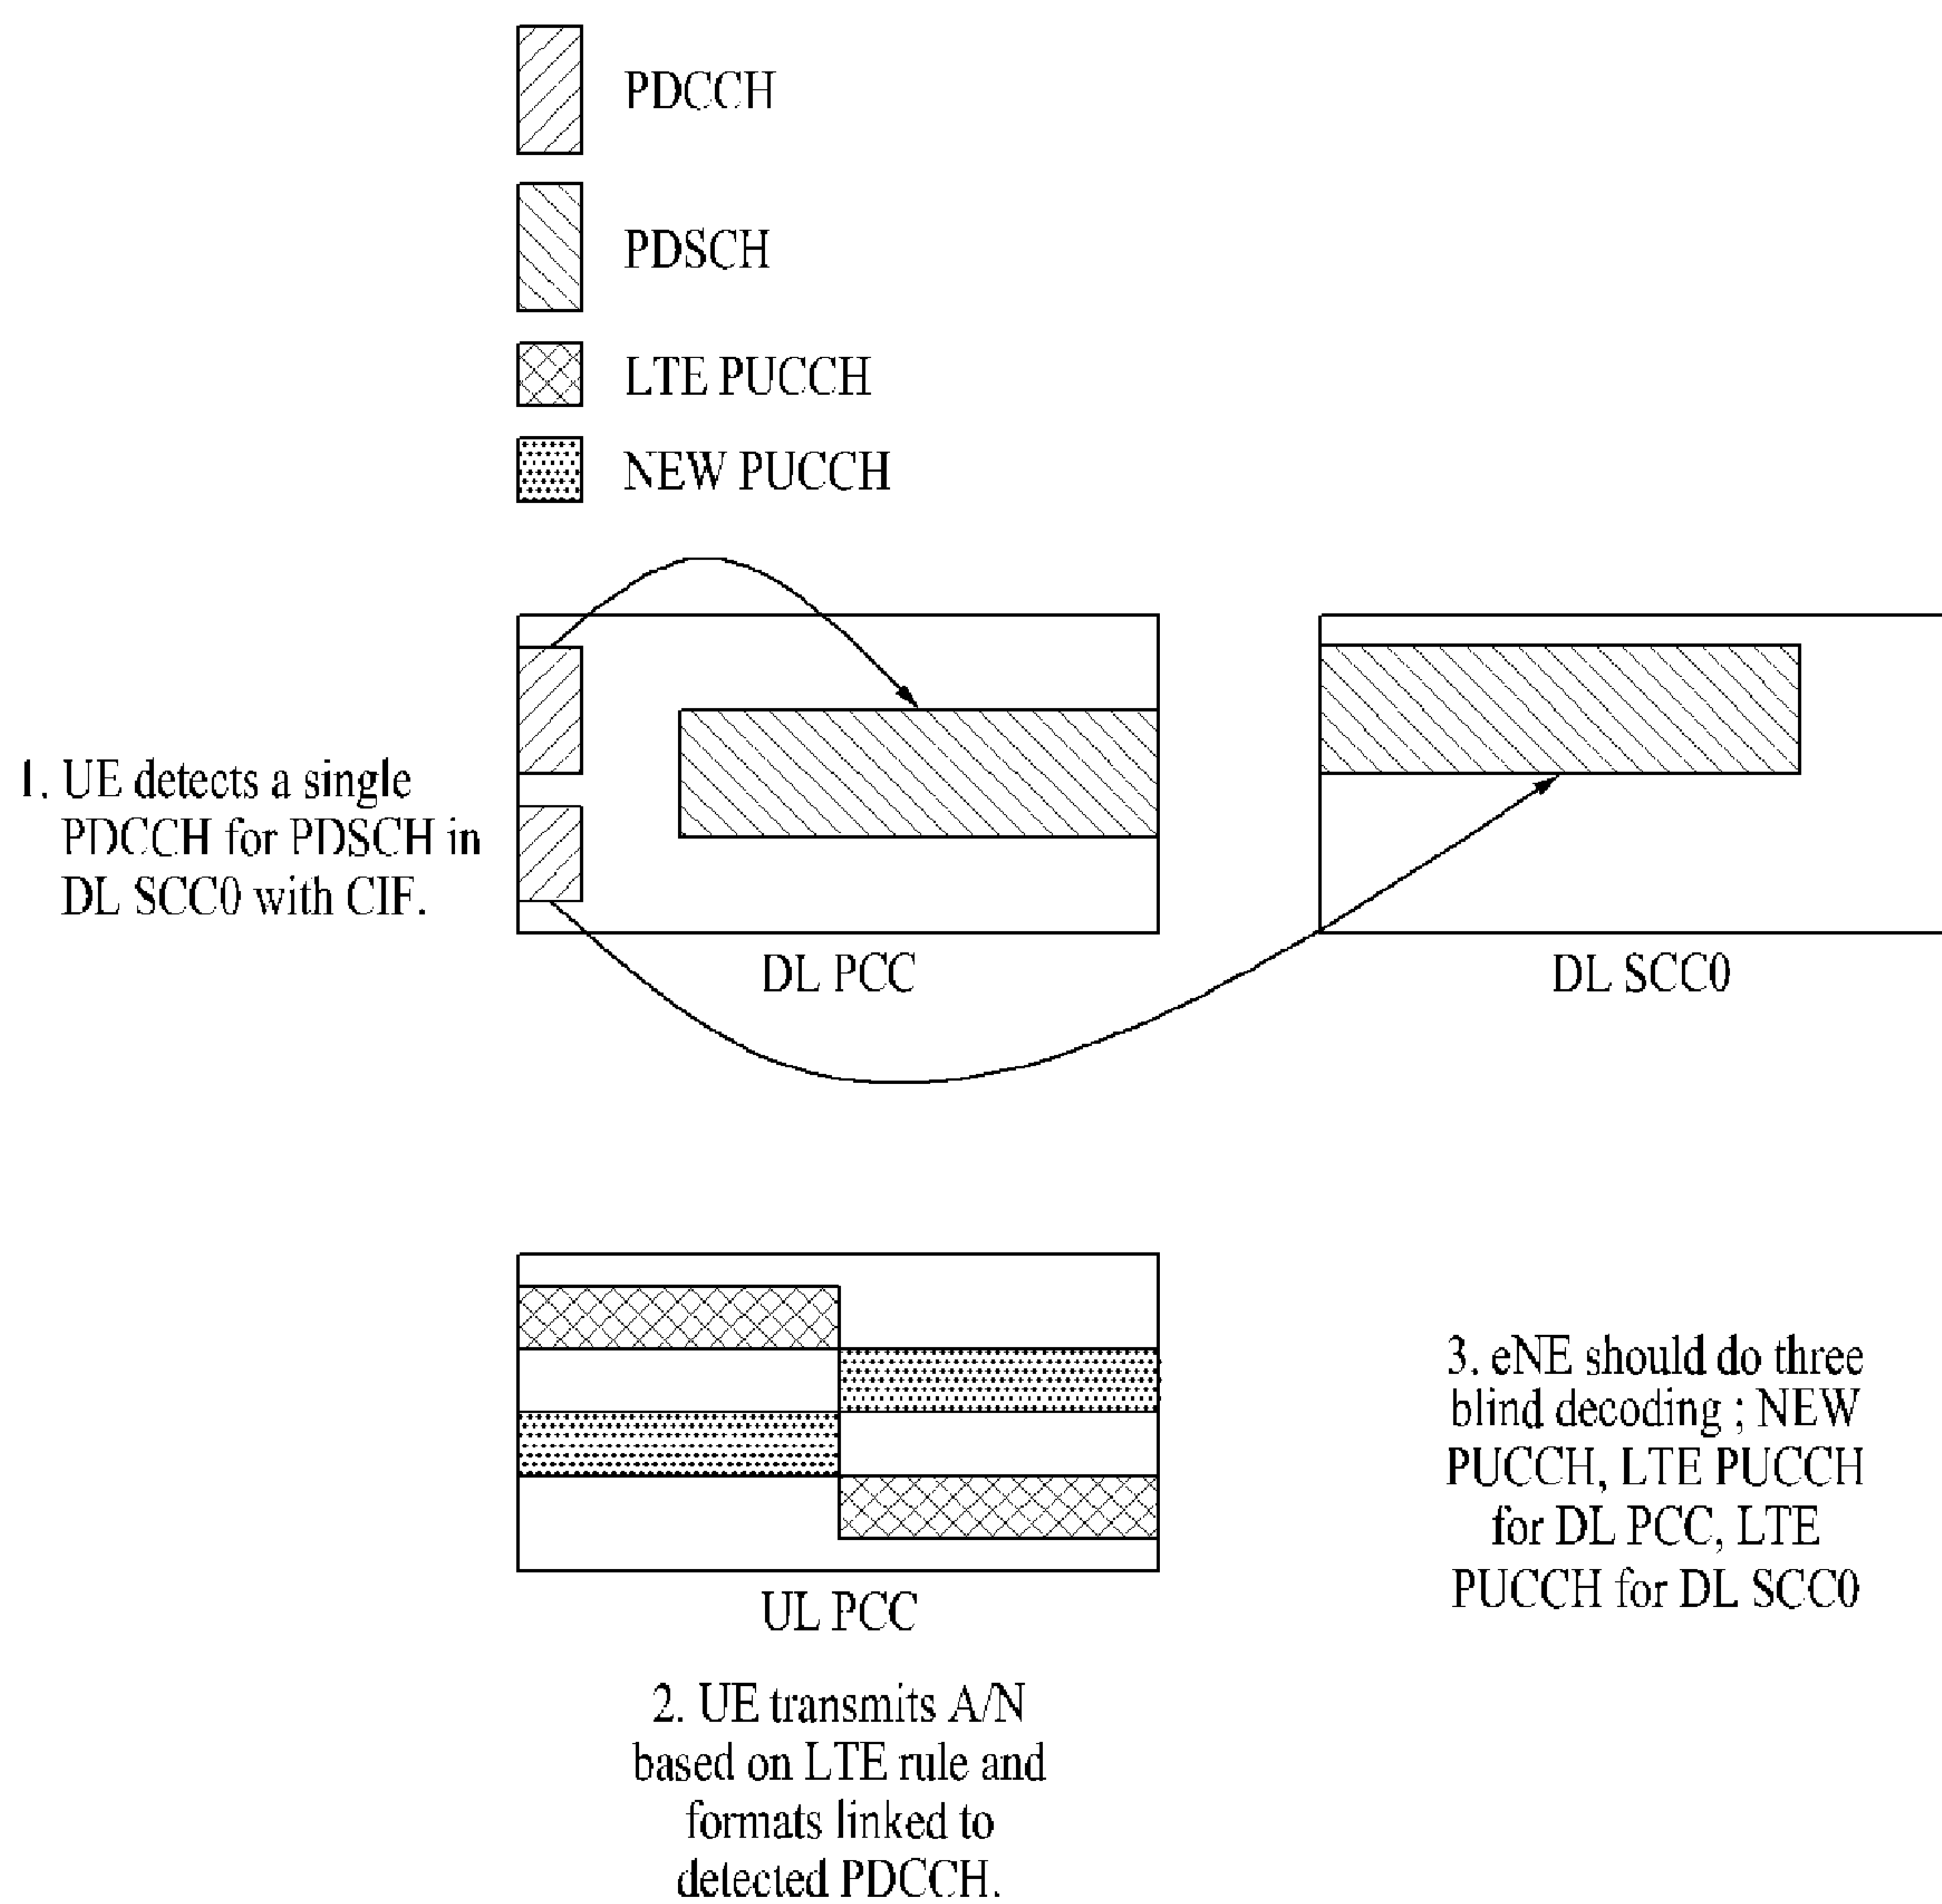 PDCCH
PDSCH
LTE PUCCH
NEW PUCCH
1. UE detects a single
PDCCH for PDSCH in
DL SCC0 with CIF.
DL PCC
DL SCC0
UL PCC
2. UE transmits A/N
based on LTE rule and
formats linked to
detected PDCCH.
3. eNE should do three
blind decoding ; NEW
PUCCH, LTE PUCCH
for DL PCC, LTE
PUCCH for DL SCC0